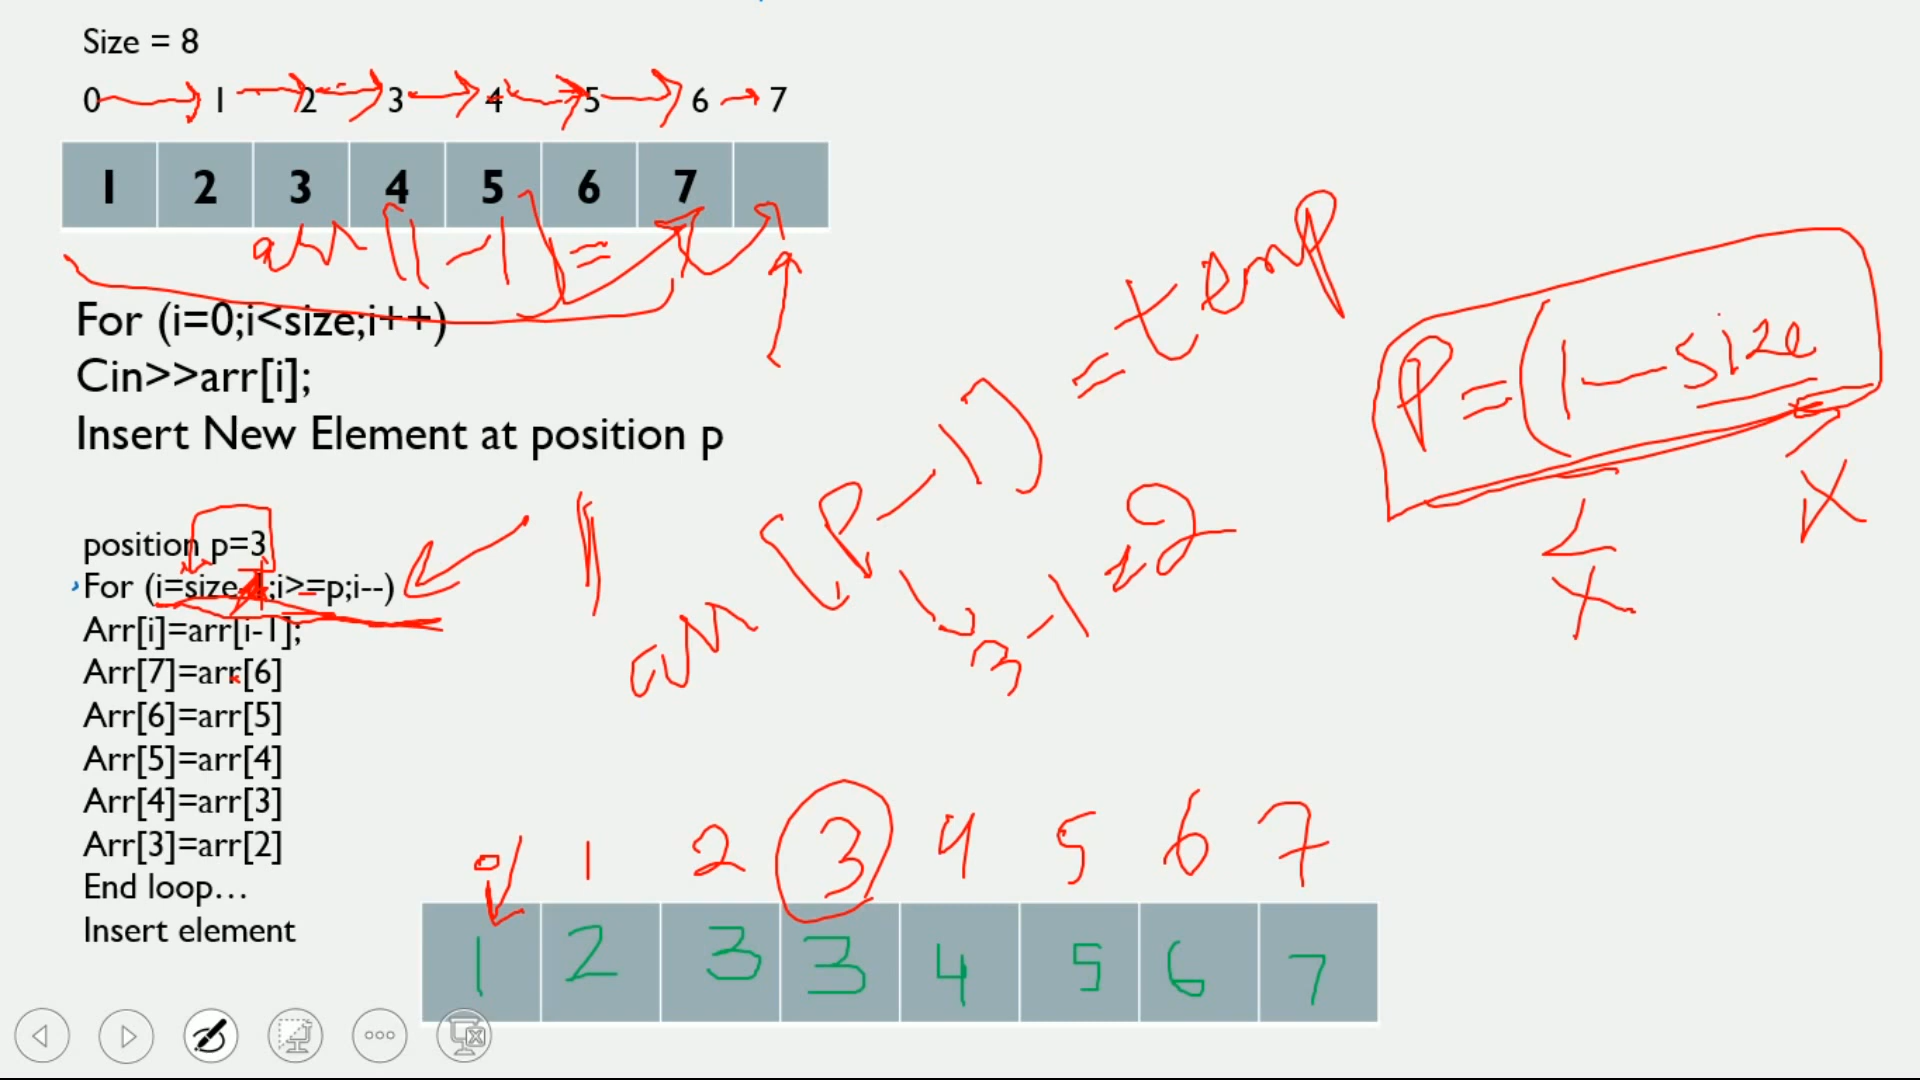 Size = 8
0 1 2 3 4 5 6 7
1 2 3 4 5 6 7
arr[1-1]=
For (i=0;i<size;i++)
Cin>>arr[i];
Insert New Element at position p
arr[P-1] = temp
3-1 = 2
P=(1-size
< >
X X
position p=3
For (i=size-1;i>=p;i--)
Arr[i]=arr[i-1];
Arr[7]=arr[6]
Arr[6]=arr[5]
Arr[5]=arr[4]
Arr[4]=arr[3]
Arr[3]=arr[2]
End loop…
Insert element
0 1 2 3 4 5 6 7
1 2 3 3 4 5 6 7